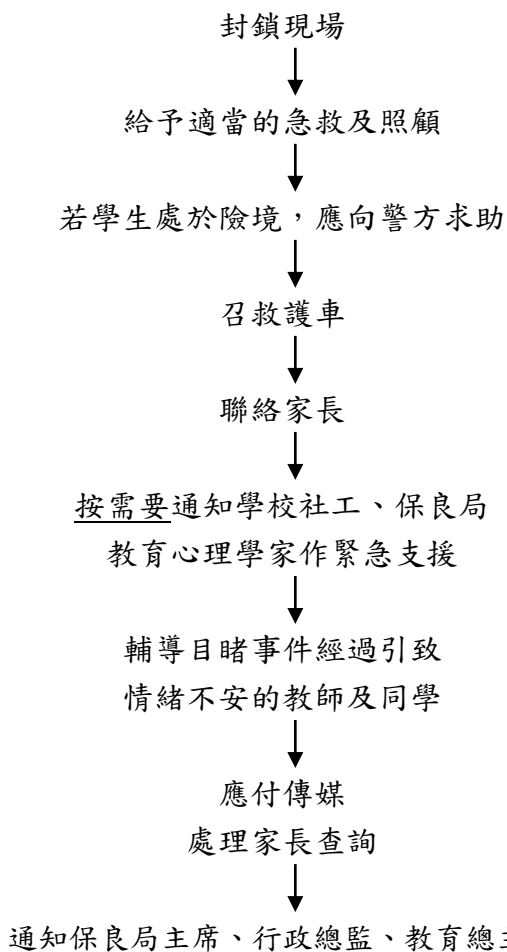 封鎖現場
給予適當的急救及照顧
若學生處於險境，應向警方求助
召救護車
聯絡家長
按需要通知學校社工、保良局
教育心理學家作緊急支援
輔導目睹事件經過引致
情緒不安的教師及同學
應付傳媒
處理家長查詢
通知保良局主席、行政總監、教育總主